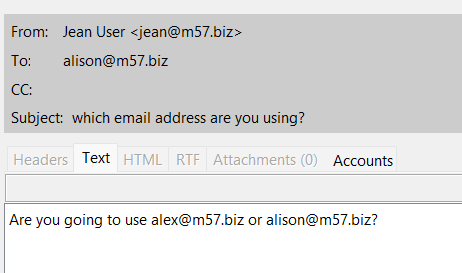 From: Jean User <jean@m57.biz>
To: alison@m57.biz
CC:
Subject: which email address are you using?
Headers Text HTML RTF Attachments (0) Accounts
Are you going to use alex@m57.biz or alison@m57.biz?